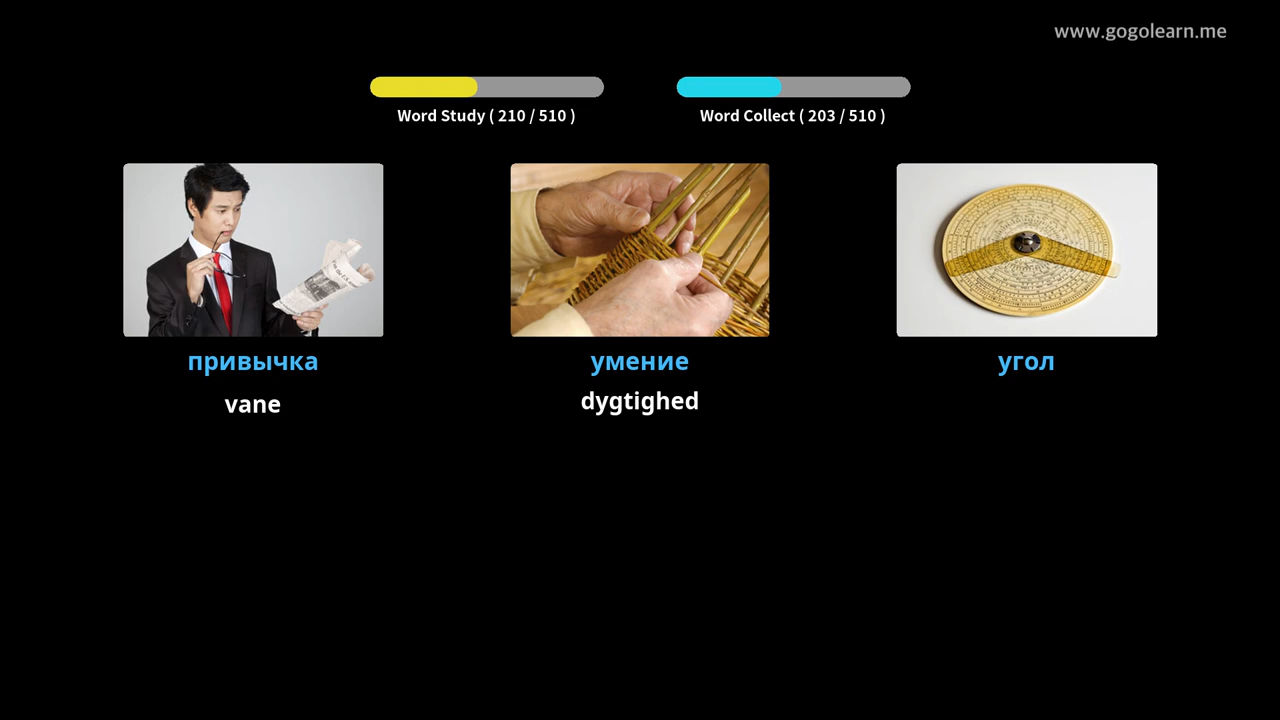 www.gogolearn.me
Word Study ( 210 / 510 )
Word Collect ( 203 / 510 )
привычка
умение
угол
vane
dygtighed